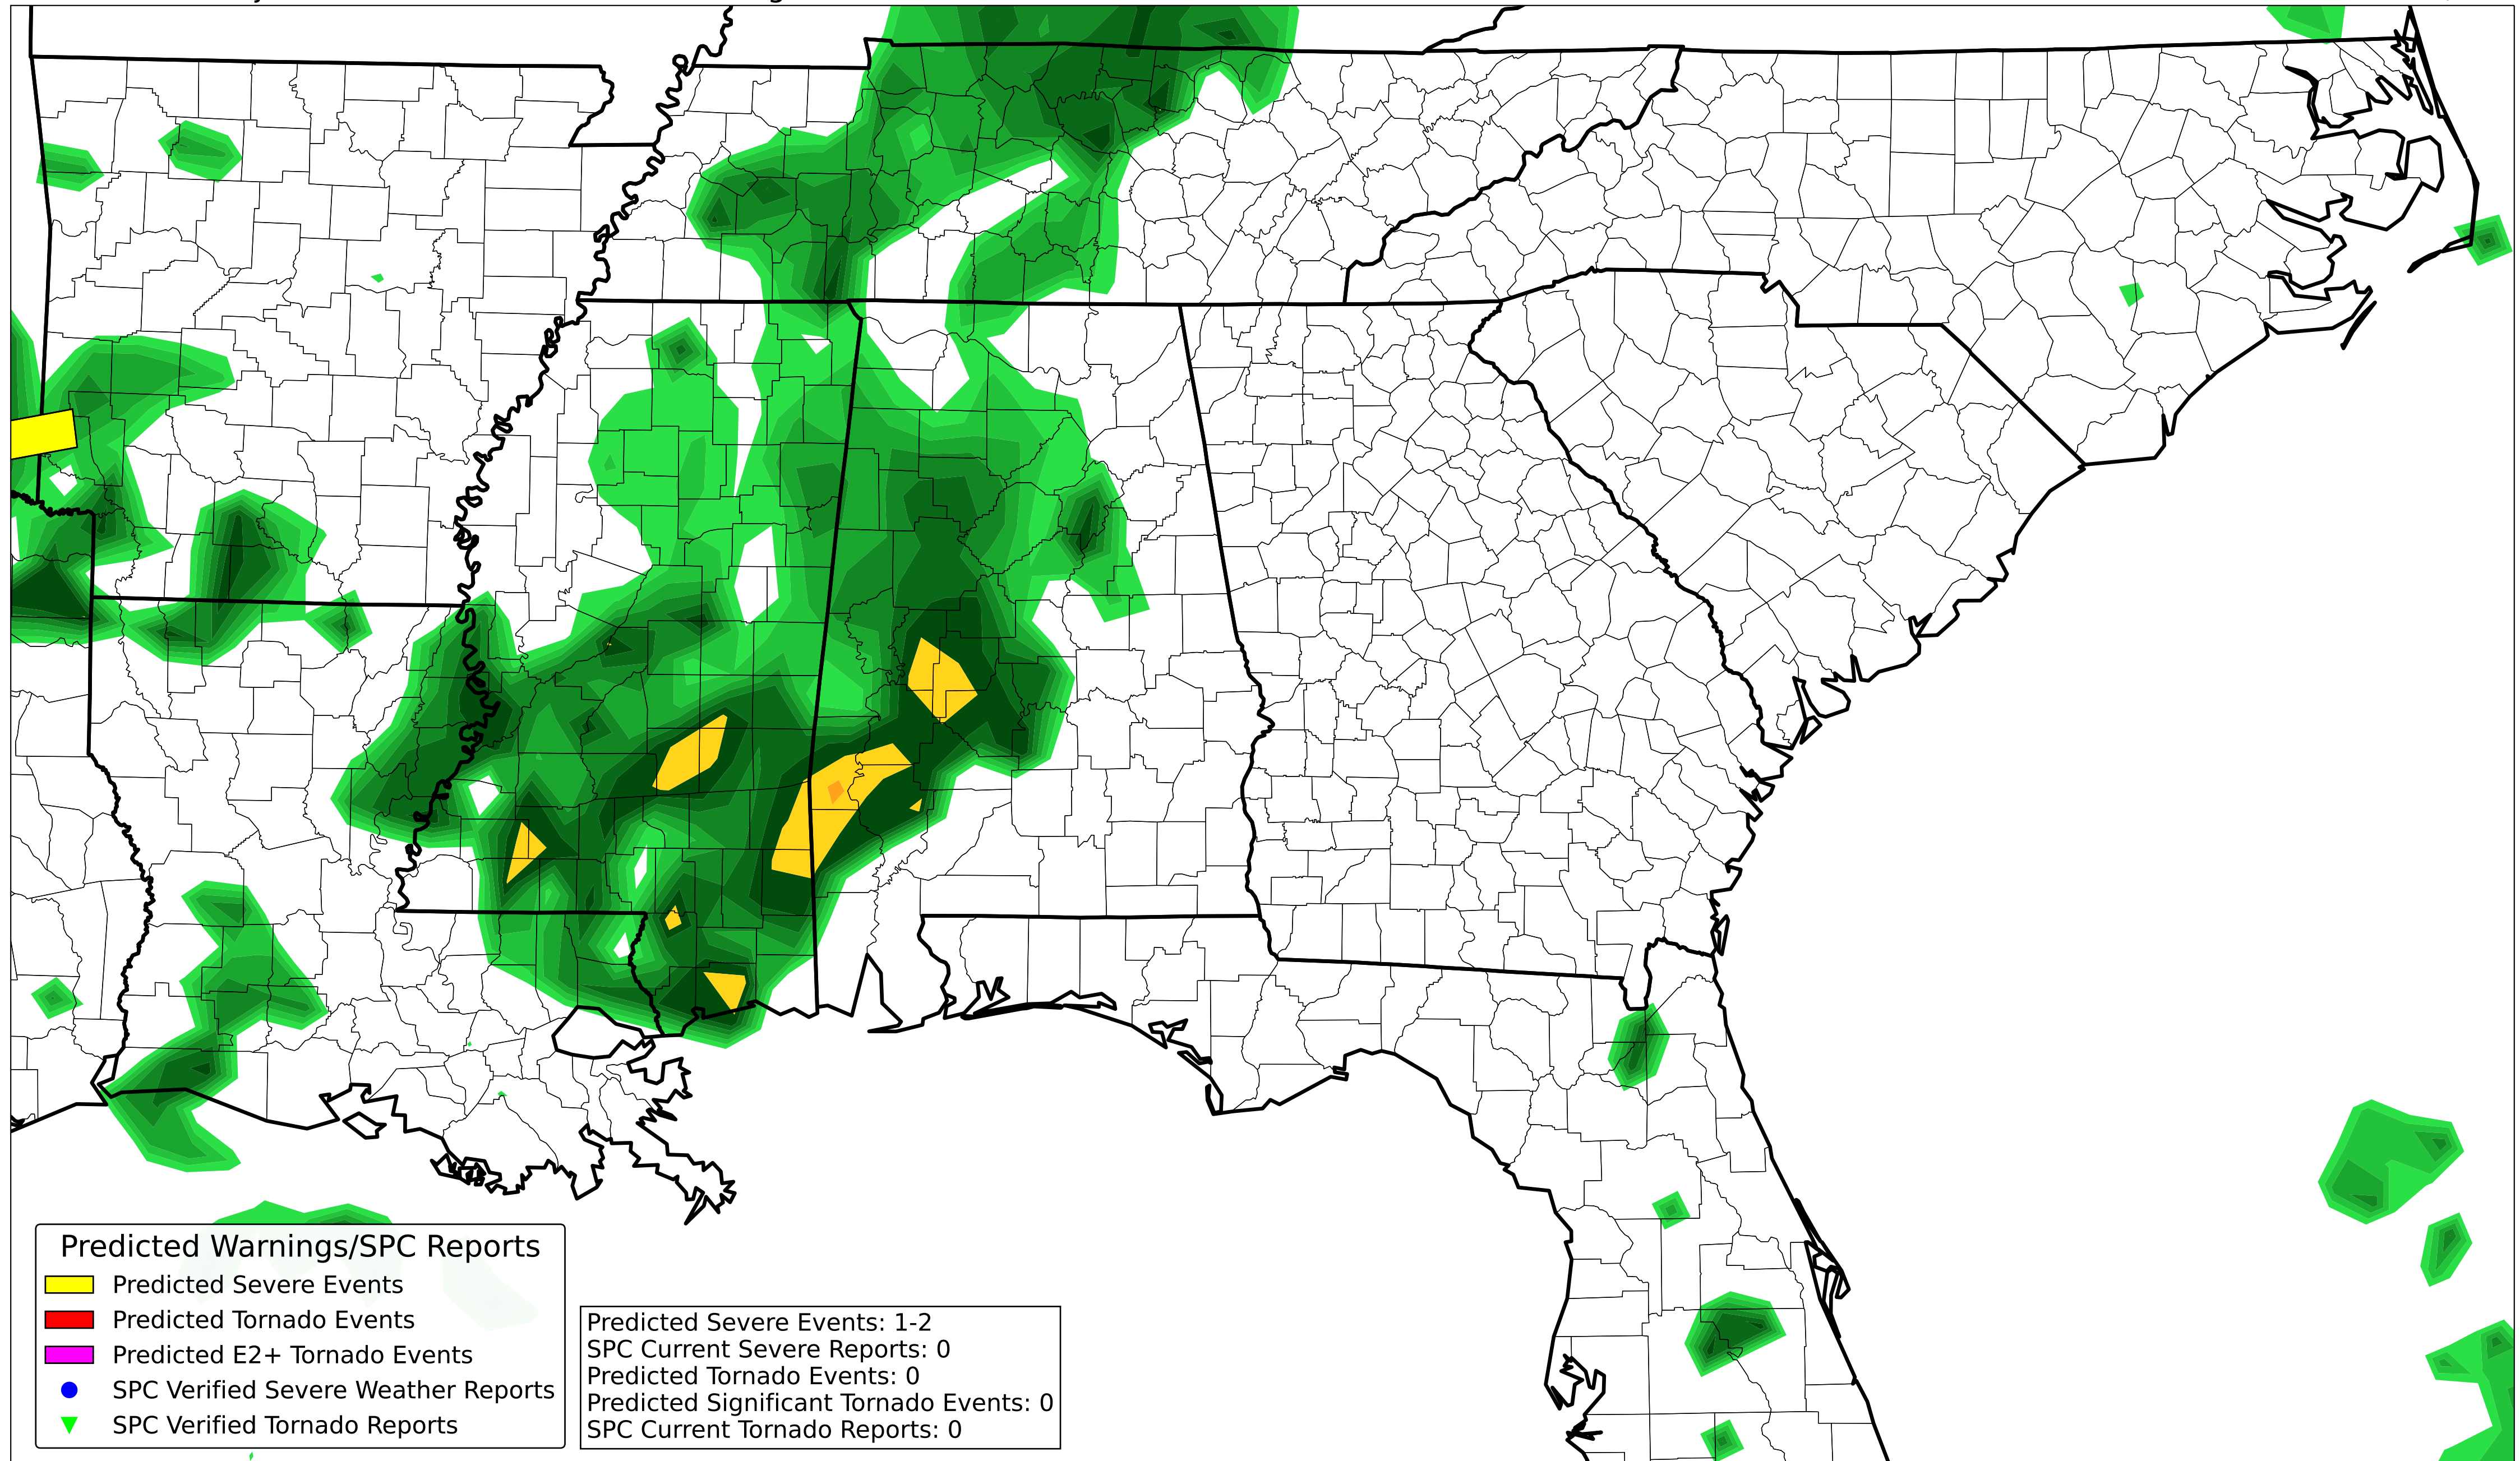 Predicted Warnings/SPC Reports
Predicted Severe Events
Predicted Tornado Events
Predicted E2+ Tornado Events
SPC Verified Severe Weather Reports
SPC Verified Tornado Reports
Predicted Severe Events: 1-2
SPC Current Severe Reports: 0
Predicted Tornado Events: 0
Predicted Significant Tornado Events: 0
SPC Current Tornado Reports: 0